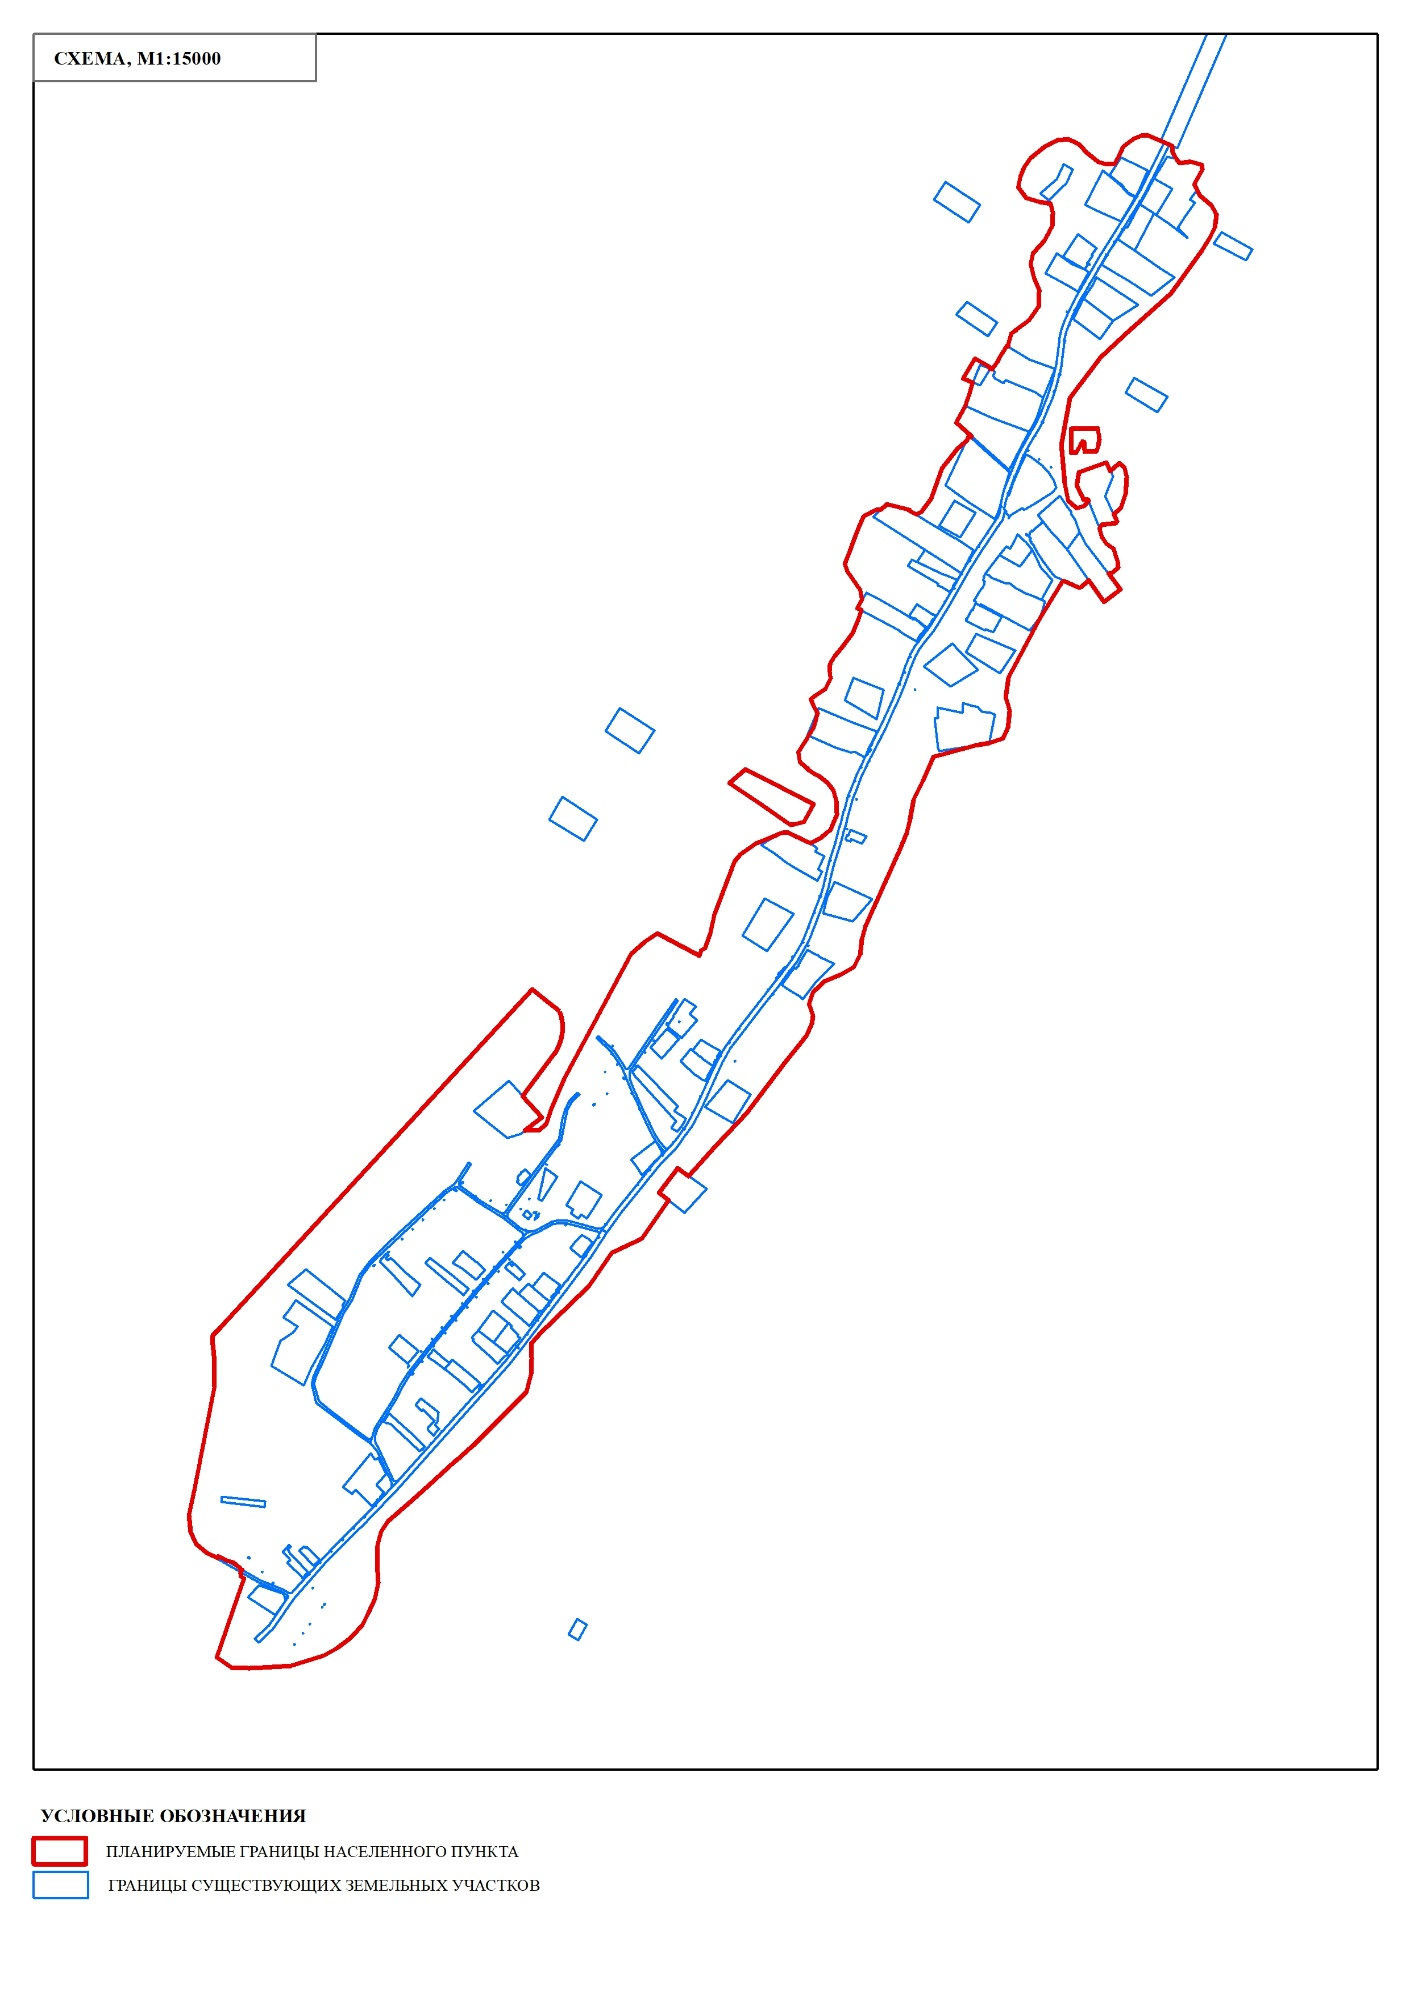 СХЕМА, М1:15000
УСЛОВНЫЕ ОБОЗНАЧЕНИЯ
ПЛАНИРУЕМЫЕ ГРАНИЦЫ НАСЕЛЕННОГО ПУНКТА
ГРАНИЦЫ СУЩЕСТВУЮЩИХ ЗЕМЕЛЬНЫХ УЧАСТКОВ